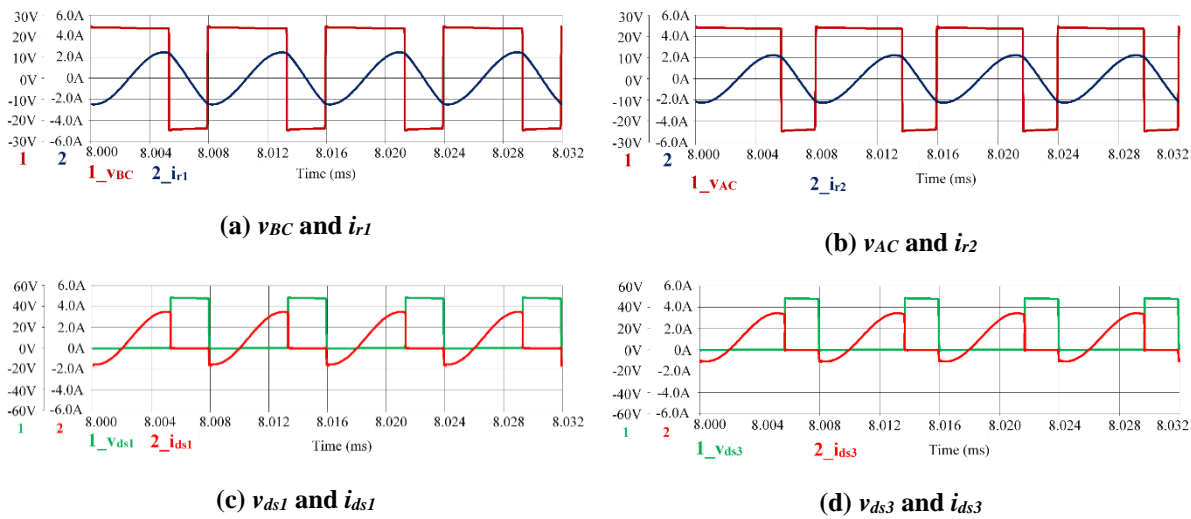 30V 6.0A
20V 4.0A
10V 2.0A
0V 0A
-10V -2.0A
-20V -4.0A
-30V -6.0A
1 2
8.000 8.004 8.008 8.012 8.016 8.020 8.024 8.028 8.032
1_vBC 2_ir1 Time (ms)
(a) vBC and ir1
30V 6.0A
20V 4.0A
10V 2.0A
0V 0A
-10V -2.0A
-20V -4.0A
-30V -6.0A
1 2
8.000 8.004 8.008 8.012 8.016 8.020 8.024 8.028 8.032
1_vAC 2_ir2 Time (ms)
(b) vAC and ir2
60V 6.0A
40V 4.0A
20V 2.0A
0V 0A
-20V -2.0A
-40V -4.0A
-60V -6.0A
1 2
8.000 8.004 8.008 8.012 8.016 8.020 8.024 8.028 8.032
1_vds1 2_ids1 Time (ms)
(c) vds1 and ids1
60V 6.0A
40V 4.0A
20V 2.0A
0V 0A
-20V -2.0A
-40V -4.0A
-60V -6.0A
1 2
8.000 8.004 8.008 8.012 8.016 8.020 8.024 8.028 8.032
1_vds3 2_ids3 Time (ms)
(d) vds3 and ids3